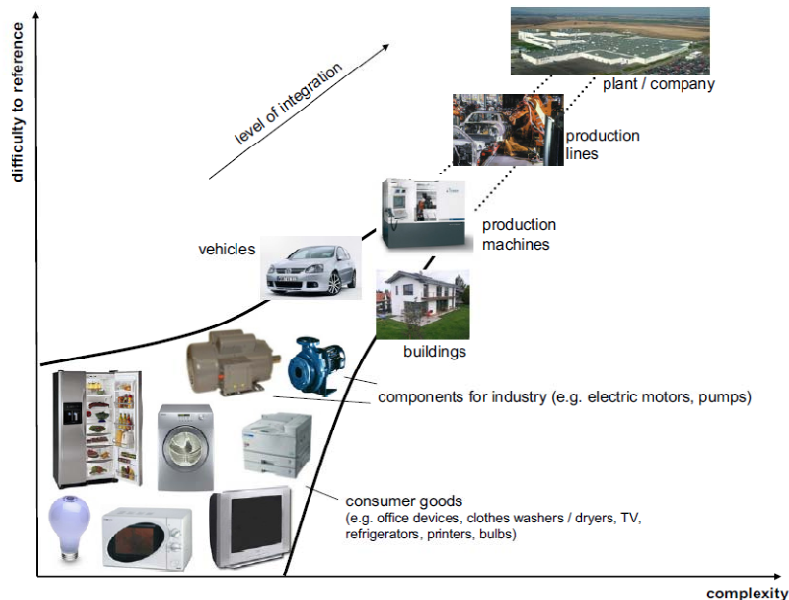 difficulty to reference
level of integration
plant / company
production
lines
production
machines
vehicles
buildings
components for industry (e.g. electric motors, pumps)
consumer goods
(e.g. office devices, clothes washers / dryers, TV,
refrigerators, printers, bulbs)
complexity